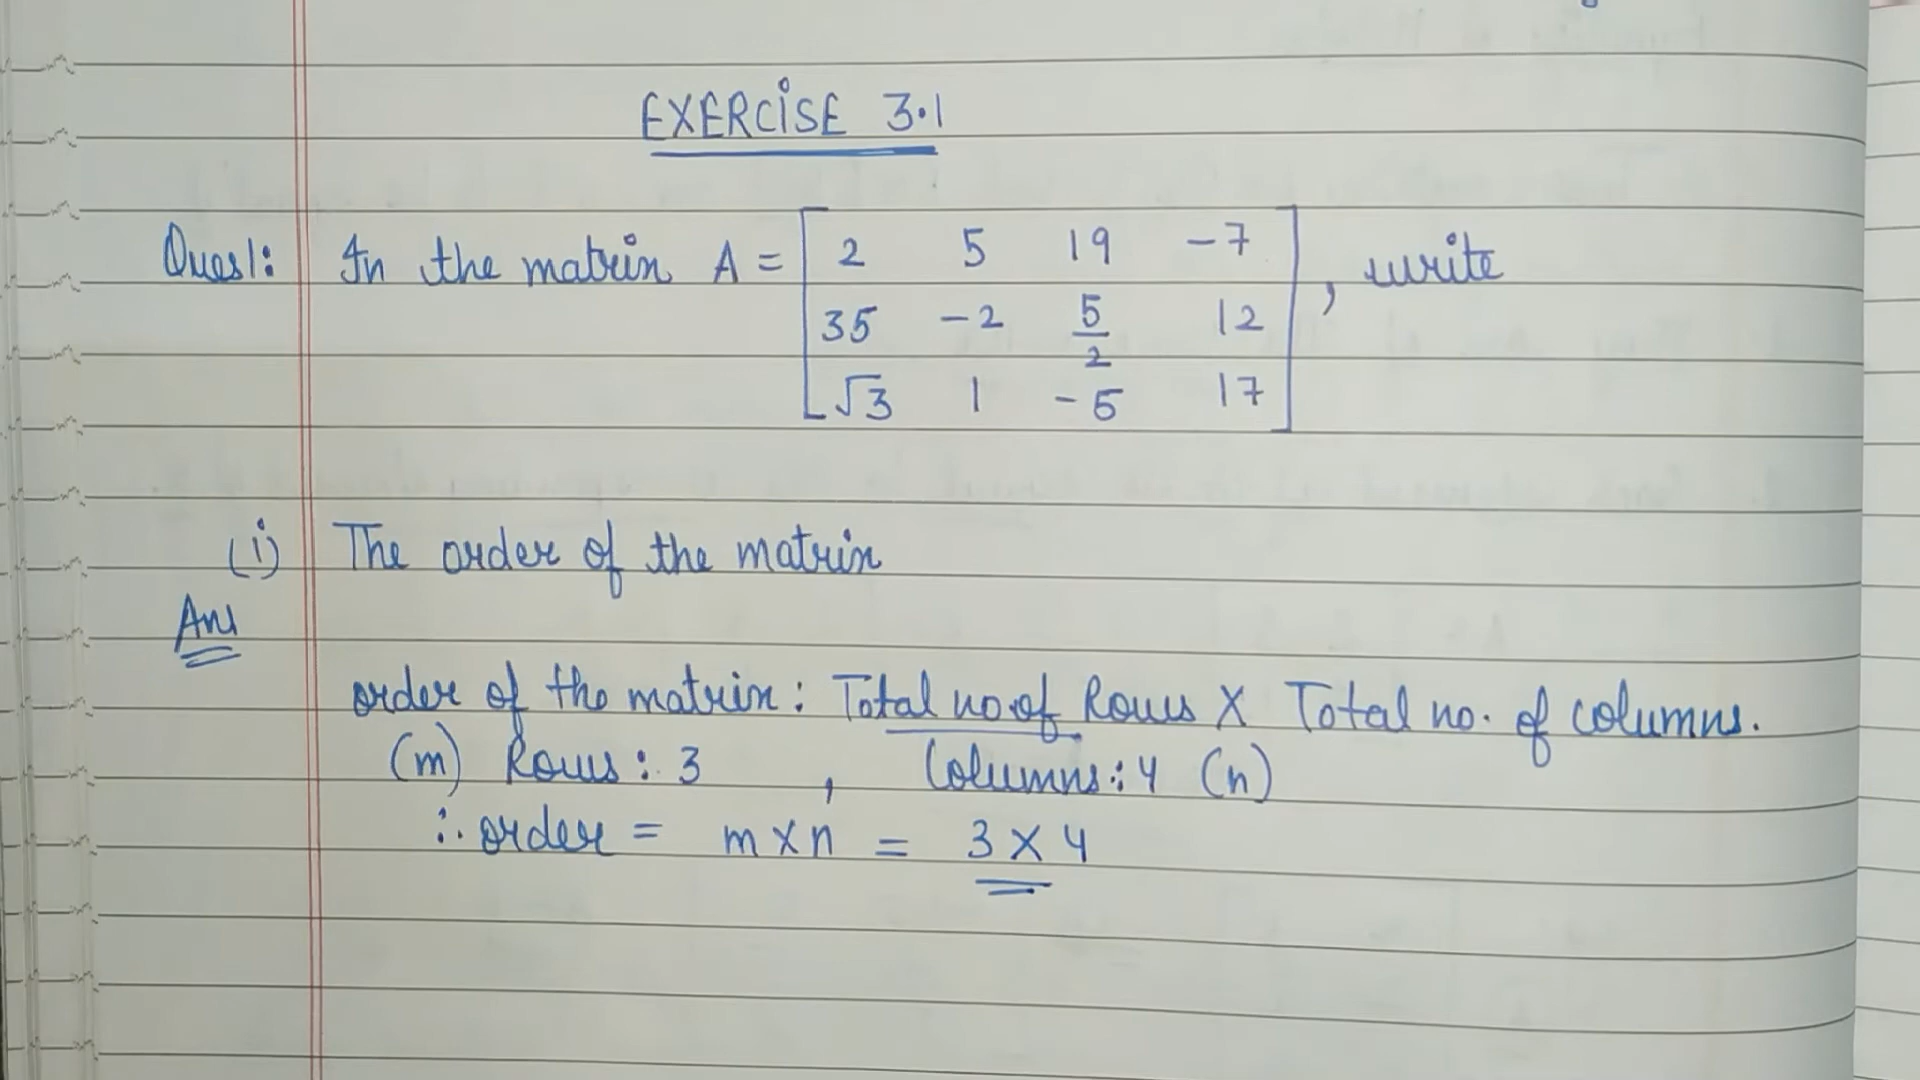 EXERCISE 3.1
Ques1: In the matrix A = [ 2 5 19 -7 ], write
35 -2 5/2 12
√3 1 -5 17
(i) The order of the matrix
Ans
order of the matrix : Total no. of Rows X Total no. of columns.
(m) Rows : 3 , Columns : 4 (n)
∴ order = m x n = 3 x 4